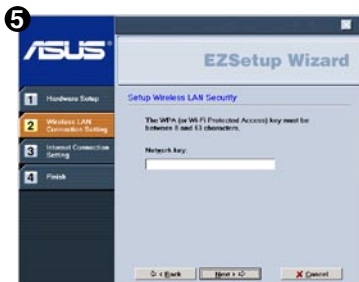 5
ASUS
EZSetup Wizard
1 Hardware Setup
2 Wireless LAN
Connection Setting
3 Internet Connection
Setting
4 Finish
Setup Wireless LAN Security
The WPA (or Wi-Fi Protected Access) key must be
between 8 and 63 characters.
Network key:
< Back
Next >
Cancel